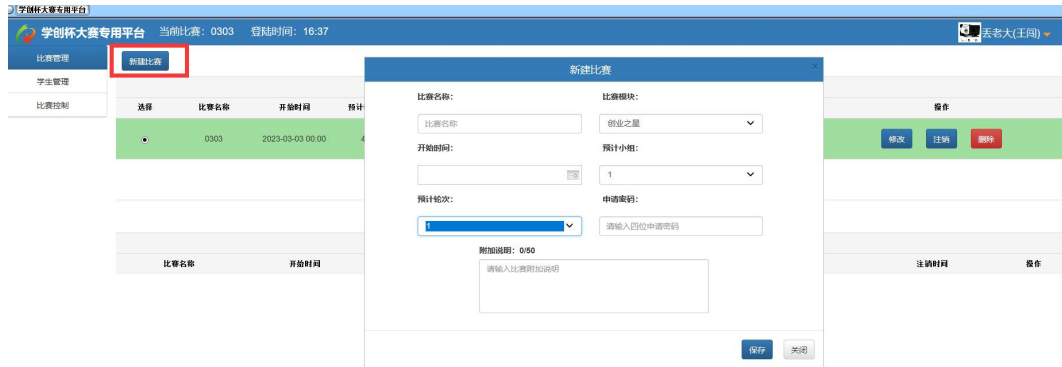 学创杯大赛专用平台
学创杯大赛专用平台 当前比赛：0303 登陆时间：16:37 丢老大(王闯)
比赛管理
学生管理
比赛控制
新建比赛
选择 比赛名称 开始时间 预计 操作
0303 2023-03-03 00:00 4 修改 注销 删除
比赛名称 开始时间 注销时间 操作
新建比赛 ×
比赛名称： 比赛模块：
比赛名称 创业之星
开始时间： 预计小组：
1
预计轮次： 申请密码：
1 请输入四位申请密码
附加说明：0/50
请输入比赛附加说明
保存 关闭